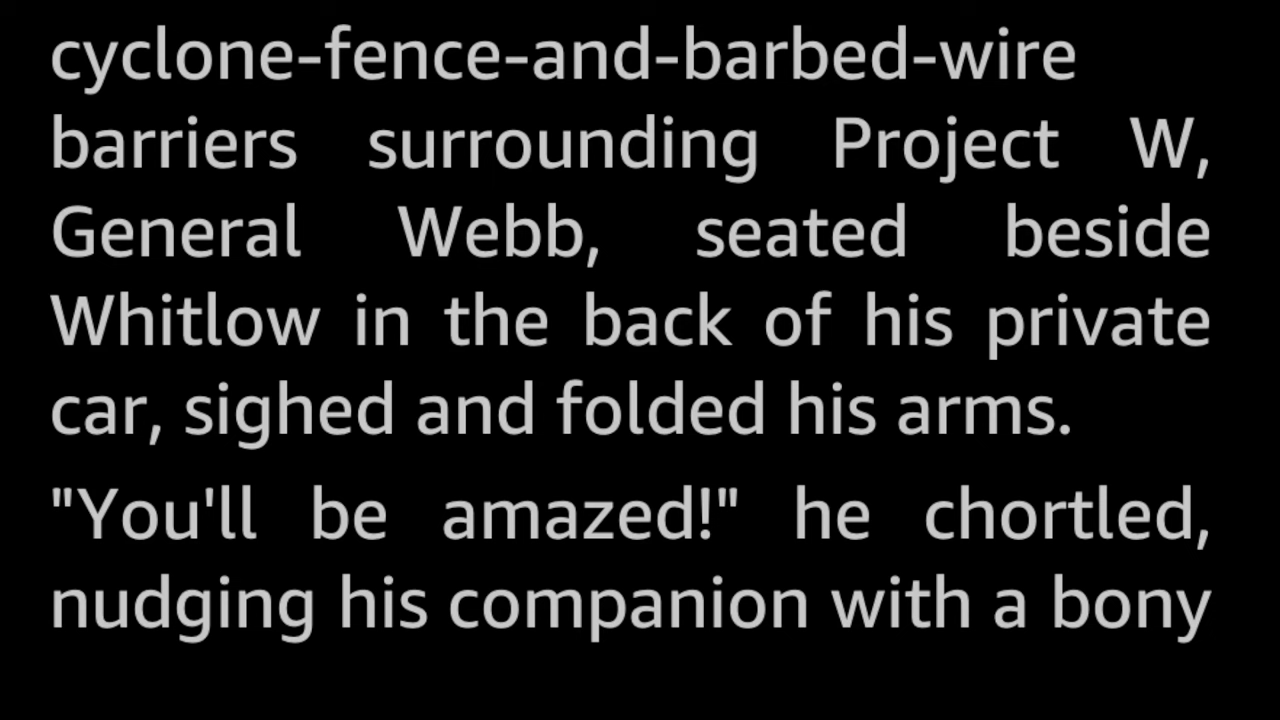 cyclone-fence-and-barbed-wire
barriers surrounding Project W,
General Webb, seated beside
Whitlow in the back of his private
car, sighed and folded his arms.
"You'll be amazed!" he chortled,
nudging his companion with a bony